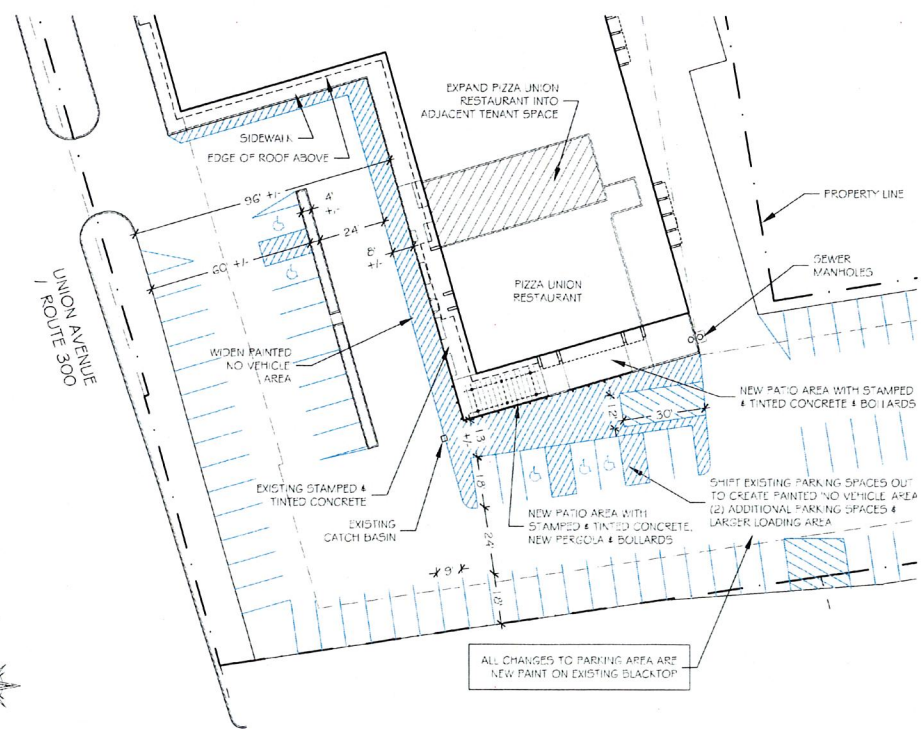 EXPAND PIZZA UNION
RESTAURANT INTO
ADJACENT TENANT SPACE
SIDEWALK
EDGE OF ROOF ABOVE
PROPERTY LINE
96' +/-
4'
+/-
24'
60' +/-
8'
+/-
SEWER
MANHOLES
PIZZA UNION
RESTAURANT
UNION AVENUE
/ ROUTE 300
WIDEN PAINTED
NO VEHICLE
AREA
NEW PATIO AREA WITH STAMPED
& TINTED CONCRETE & BOLLARDS
12'
30'
13'
+/-
18'
EXISTING STAMPED &
TINTED CONCRETE
EXISTING
CATCH BASIN
NEW PATIO AREA WITH
STAMPED & TINTED CONCRETE,
NEW PERGOLA & BOLLARDS
SHIFT EXISTING PARKING SPACES OUT
TO CREATE PAINTED 'NO VEHICLE AREA
(2) ADDITIONAL PARKING SPACES &
LARGER LOADING AREA
24'
9'
18'
ALL CHANGES TO PARKING AREA ARE
NEW PAINT ON EXISTING BLACKTOP